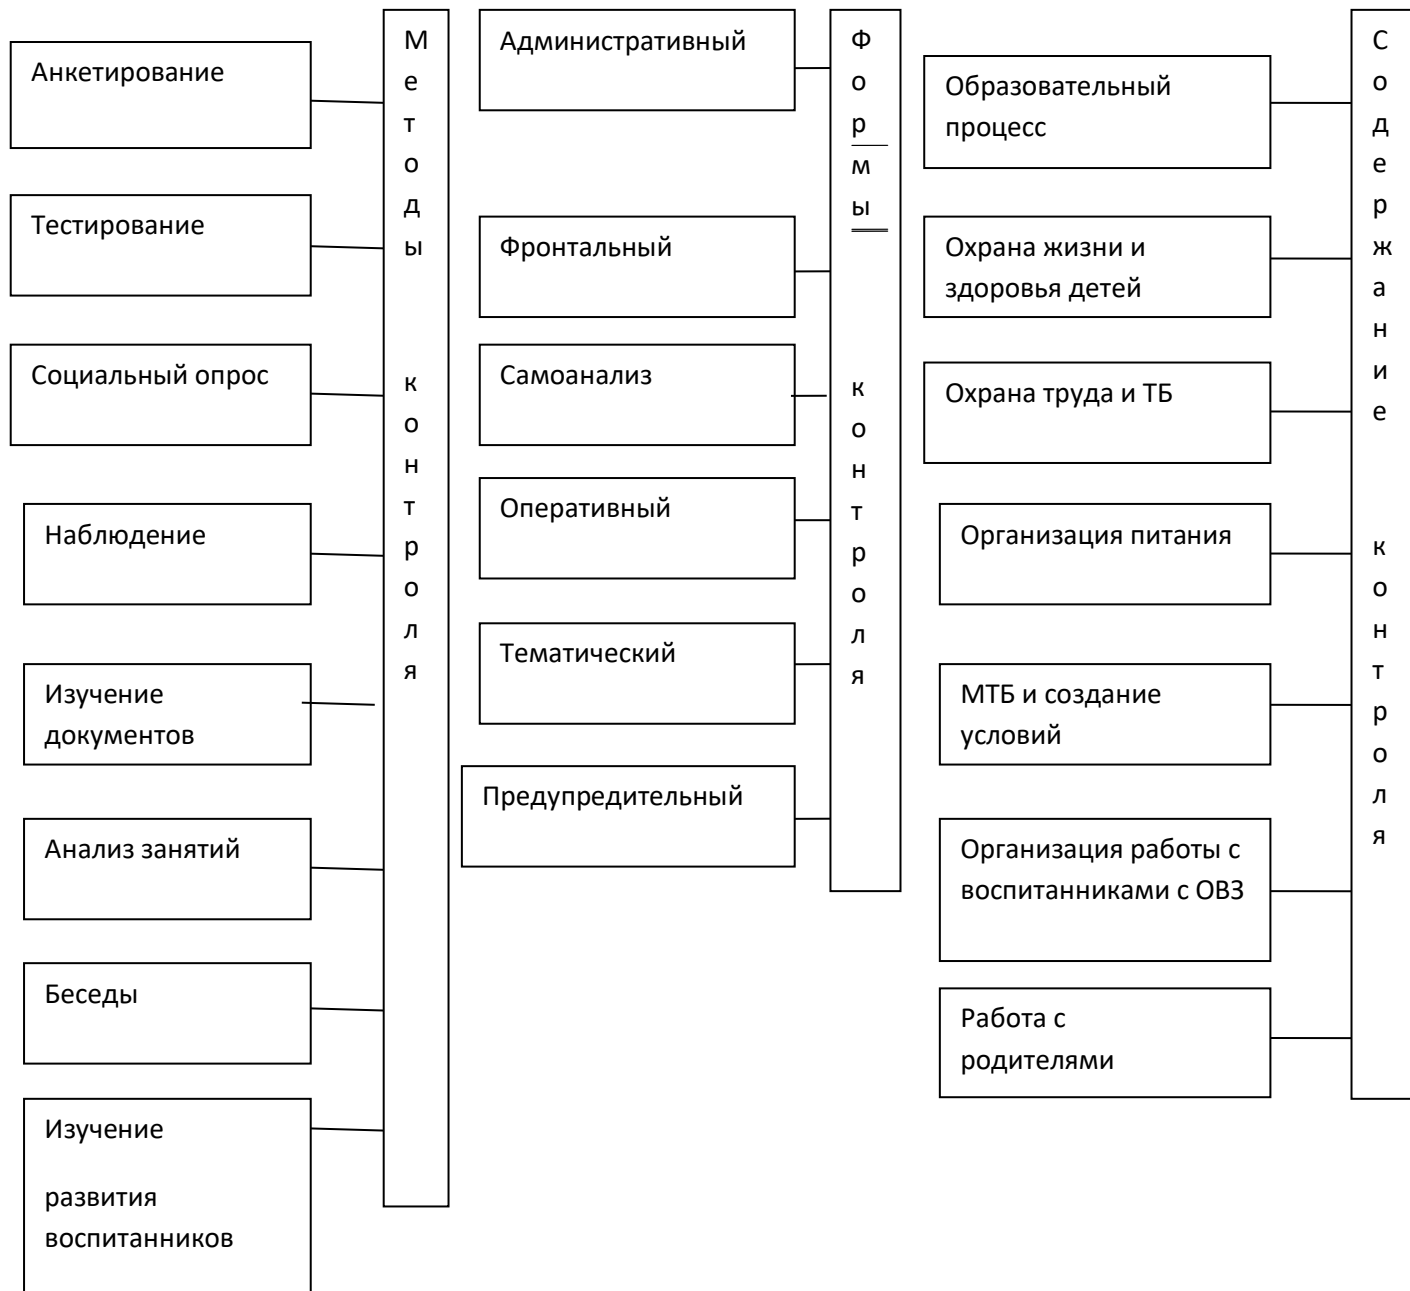 Методы контроля
Анкетирование
Тестирование
Социальный опрос
Наблюдение
Изучение
документов
Анализ занятий
Беседы
Изучение
развития
воспитанников
Формы контроля
Административный
Фронтальный
Самоанализ
Оперативный
Тематический
Предупредительный
Содержание контроля
Образовательный
процесс
Охрана жизни и
здоровья детей
Охрана труда и ТБ
Организация питания
МТБ и создание
условий
Организация работы с
воспитанниками с ОВЗ
Работа с
родителями